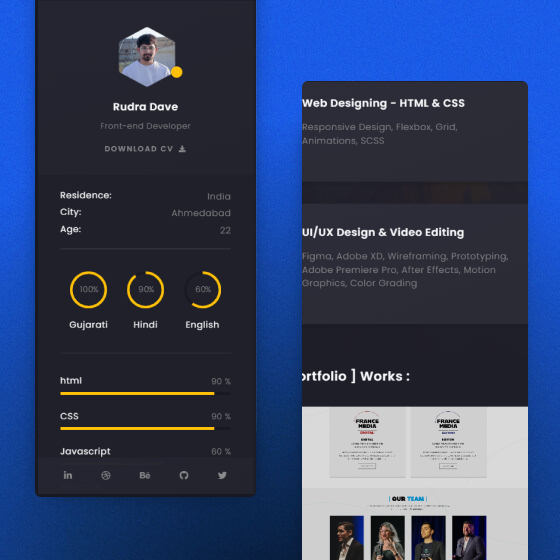 Rudra Dave
Front-end Developer
DOWNLOAD CV
Residence: India
City: Ahmedabad
Age: 22
100% 90% 60%
Gujarati Hindi English
html 90 %
CSS 90 %
Javascript 60 %
in Bē
Web Designing - HTML & CSS
Responsive Design, Flexbox, Grid,
Animations, SCSS
UI/UX Design & Video Editing
Figma, Adobe XD, Wireframing, Prototyping,
Adobe Premiere Pro, After Effects, Motion
Graphics, Color Grading
ortfolio ] Works :
FRANCE FRANCE
MEDIA MEDIA
DIGITAL
DIGITAL
| OUR TEAM |